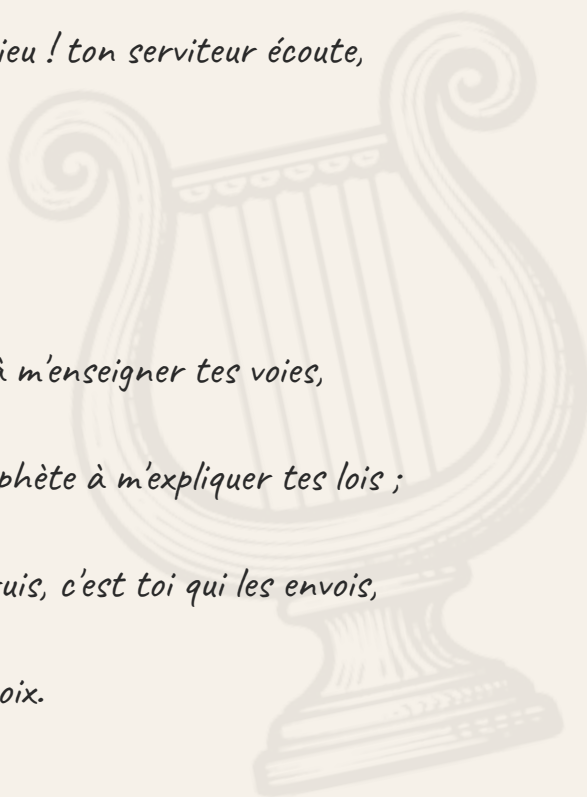 ieu ! ton serviteur écoute,
à m'enseigner tes voies,
phète à m'expliquer tes lois ;
uis, c'est toi qui les envois,
oix.